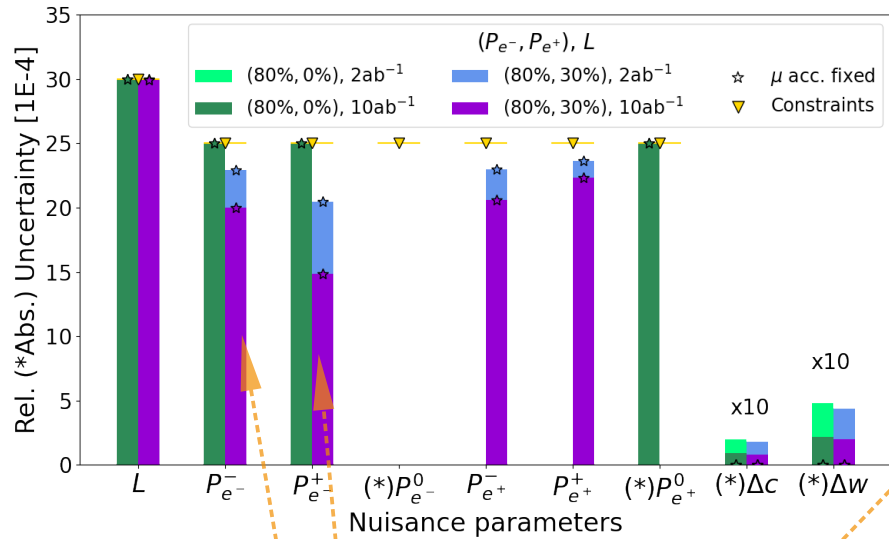 35
30
25
20
15
10
5
0
Rel. (*Abs.) Uncertainty [1E-4]
(P_{e^-}, P_{e^+}), L
(80%, 0%), 2ab⁻¹
(80%, 0%), 10ab⁻¹
(80%, 30%), 2ab⁻¹
(80%, 30%), 10ab⁻¹
μ acc. fixed
Constraints
x10
x10
L P_{e^-}^- P_{e^-}^+ (*)P_{e^-}^0 P_{e^+}^- P_{e^+}^+ (*)P_{e^+}^0 (*)Δc (*)Δw
Nuisance parameters